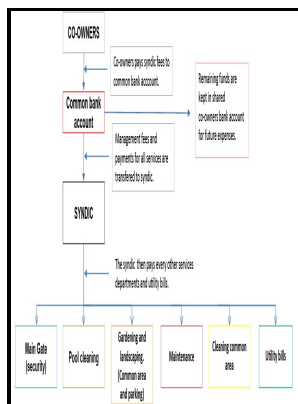 CO-OWNERS
Co-owners pays syndic fees to
common bank acccount.
Common bank
account
Remaining funds are
kept in shared
co-owners bank account
for future expenses.
Management fees and
payments for all services are
transferred to syndic.
SYNDIC
The syndic then pays every other services
departments and utility bills.
Main Gate
(security)
Pool cleaning
Gardening and
landscaping.
(Common area
and parking)
Maintenance
Cleaning common
area
Utility bills